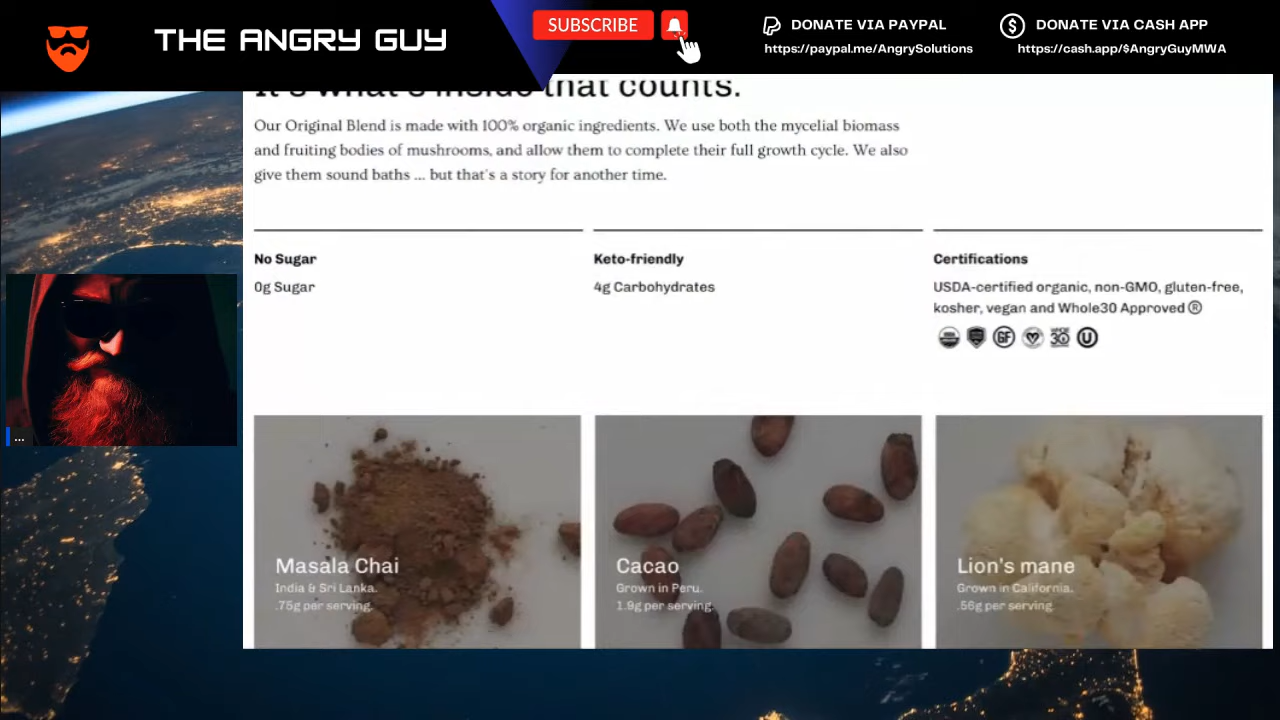 THE ANGRY GUY
SUBSCRIBE
DONATE VIA PAYPAL
https://paypal.me/AngrySolutions
DONATE VIA CASH APP
https://cash.app/$AngryGuyMWA
It's what's inside that counts.
Our Original Blend is made with 100% organic ingredients. We use both the mycelial biomass
and fruiting bodies of mushrooms, and allow them to complete their full growth cycle. We also
give them sound baths ... but that's a story for another time.
No Sugar
0g Sugar
Keto-friendly
4g Carbohydrates
Certifications
USDA-certified organic, non-GMO, gluten-free,
kosher, vegan and Whole30 Approved ®
GF
30
U
...
Masala Chai
India & Sri Lanka.
.75g per serving.
Cacao
Grown in Peru.
1.9g per serving.
Lion's mane
Grown in California.
.56g per serving.